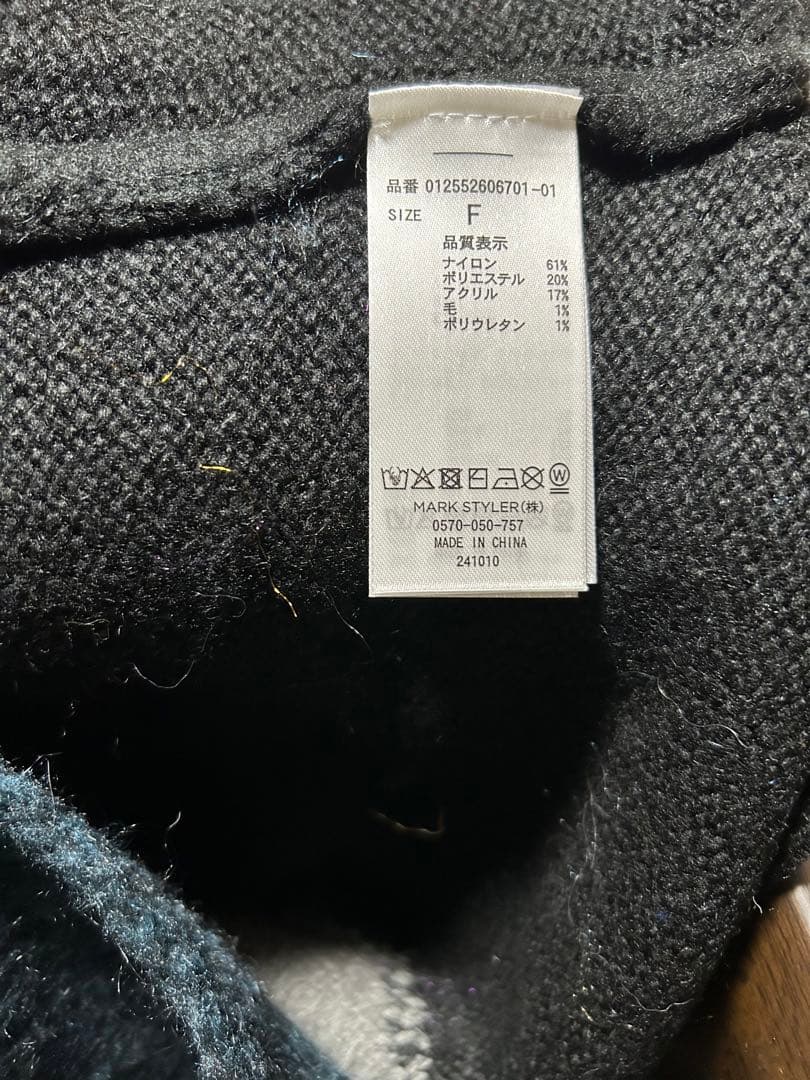 品番 012552606701-01
SIZE F
品質表示
ナイロン 61%
ポリエステル 20%
アクリル 17%
毛 1%
ポリウレタン 1%
W
MARK STYLER(株)
0570-050-757
MADE IN CHINA
241010